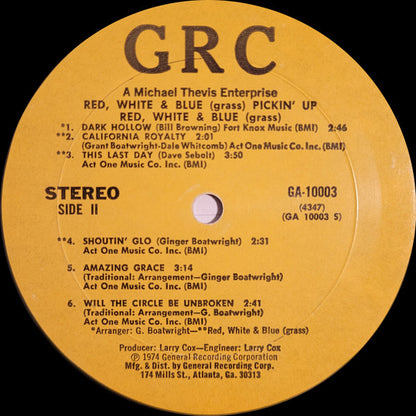 GRC
A Michael Thevis Enterprise
RED, WHITE & BLUE (grass) PICKIN' UP
RED, WHITE & BLUE (grass)
*1. DARK HOLLOW (Bill Browning) Fort Knox Music (BMI) 2:46
**2. CALIFORNIA ROYALTY 2:01
(Grant Boatwright-Dale Whitcomb) Act One Music Co. Inc. (BMI)
**3. THIS LAST DAY (Dave Sebolt) 3:50
Act One Music Co. Inc. (BMI)
STEREO
SIDE II
GA-10003
(4347)
(GA 10003 S)
**4. SHOUTIN' GLO (Ginger Boatwright) 2:31
Act One Music Co. Inc. (BMI)
5. AMAZING GRACE 3:14
(Traditional: Arrangement—Ginger Boatwright)
Act One Music Co. Inc. (BMI)
6. WILL THE CIRCLE BE UNBROKEN 2:41
(Traditional: Arrangement—G. Boatwright)
Act One Music Co. Inc. (BMI)
*Arranger: G. Boatwright—**Red, White & Blue (grass)
Producer: Larry Cox—Engineer: Larry Cox
℗ 1974 General Recording Corporation
Mfg. & Dist. by General Recording Corp.
174 Mills St., Atlanta, Ga. 30313